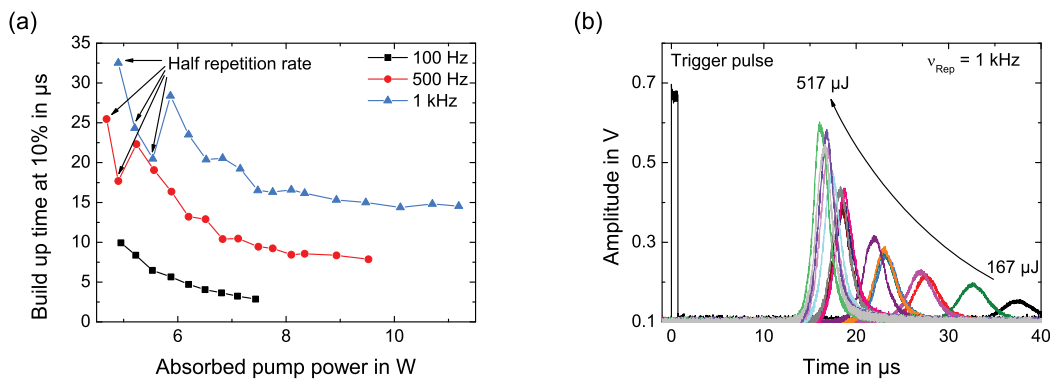 (a)
35
30
25
20
15
10
5
0
Build up time at 10% in µs
Half repetition rate
100 Hz
500 Hz
1 kHz
6
8
10
Absorbed pump power in W
(b)
0.7
0.5
0.3
0.1
Amplitude in V
Trigger pulse
ν_Rep = 1 kHz
517 µJ
167 µJ
0
10
20
30
40
Time in µs